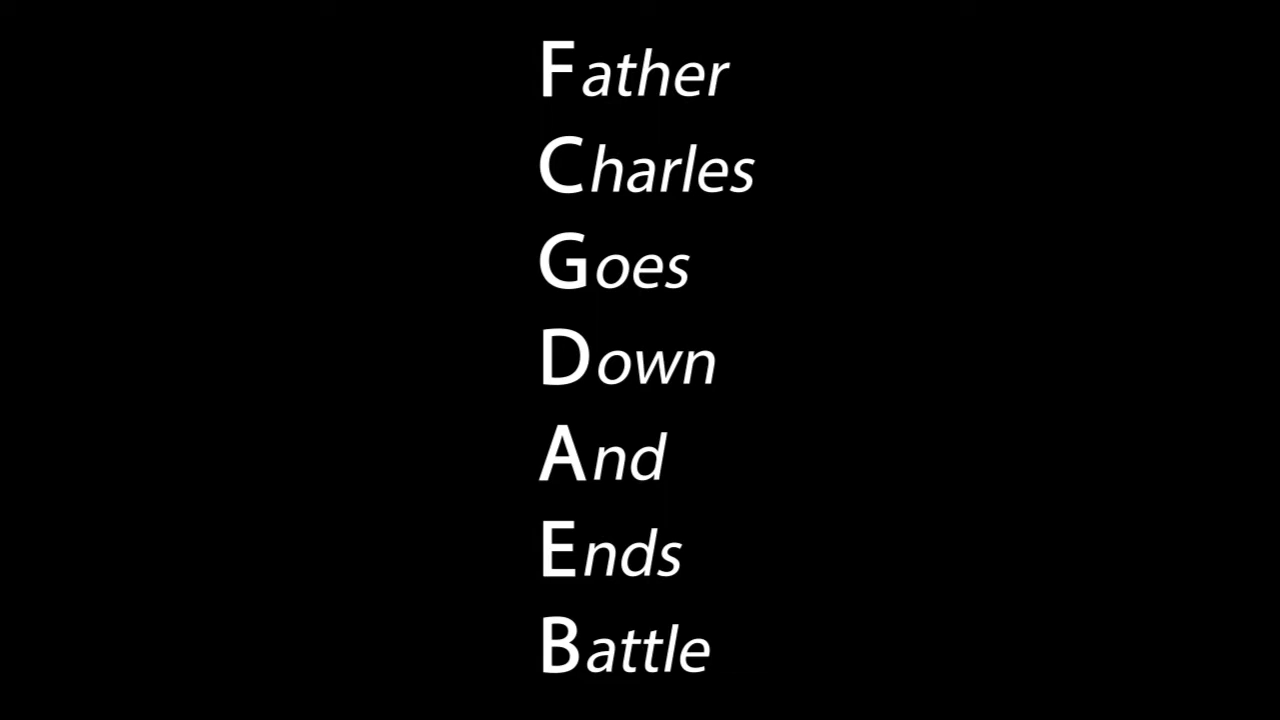 Father
Charles
Goes
Down
And
Ends
Battle